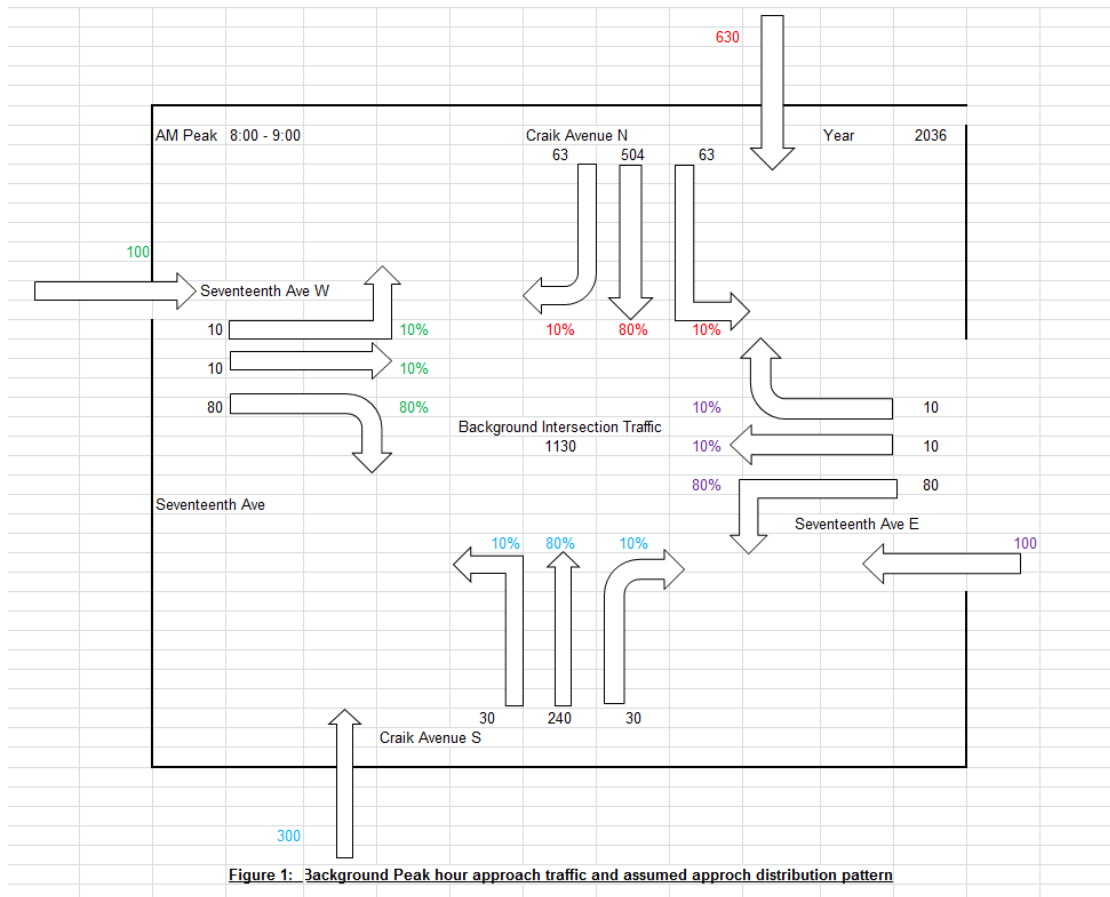 630
AM Peak 8:00 - 9:00 Craik Avenue N Year 2036
63 504 63
100
Seventeenth Ave W
10 10% 10% 80% 10%
10 10%
80 80% 10% 10
Background Intersection Traffic
1130 10% 10
80% 80
Seventeenth Ave
Seventeenth Ave E
10% 80% 10% 100
30 240 30
Craik Avenue S
300
Figure 1: Background Peak hour approach traffic and assumed approch distribution pattern